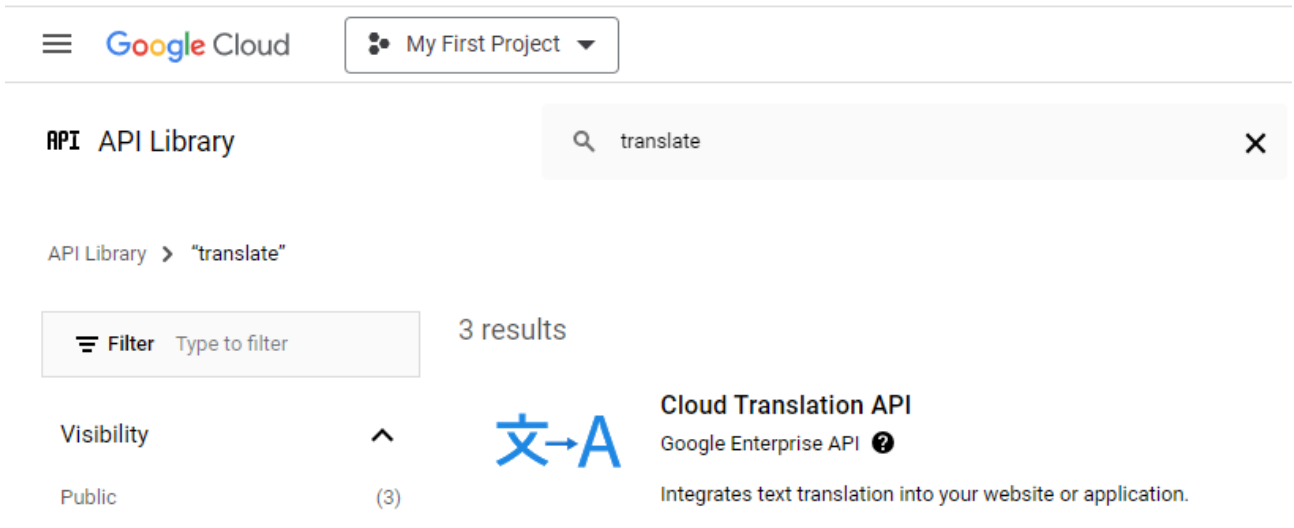 Google Cloud My First Project
API API Library translate
API Library > “translate”
Filter Type to filter
3 results
Visibility
Public (3)
文→A
Cloud Translation API
Google Enterprise API ?
Integrates text translation into your website or application.